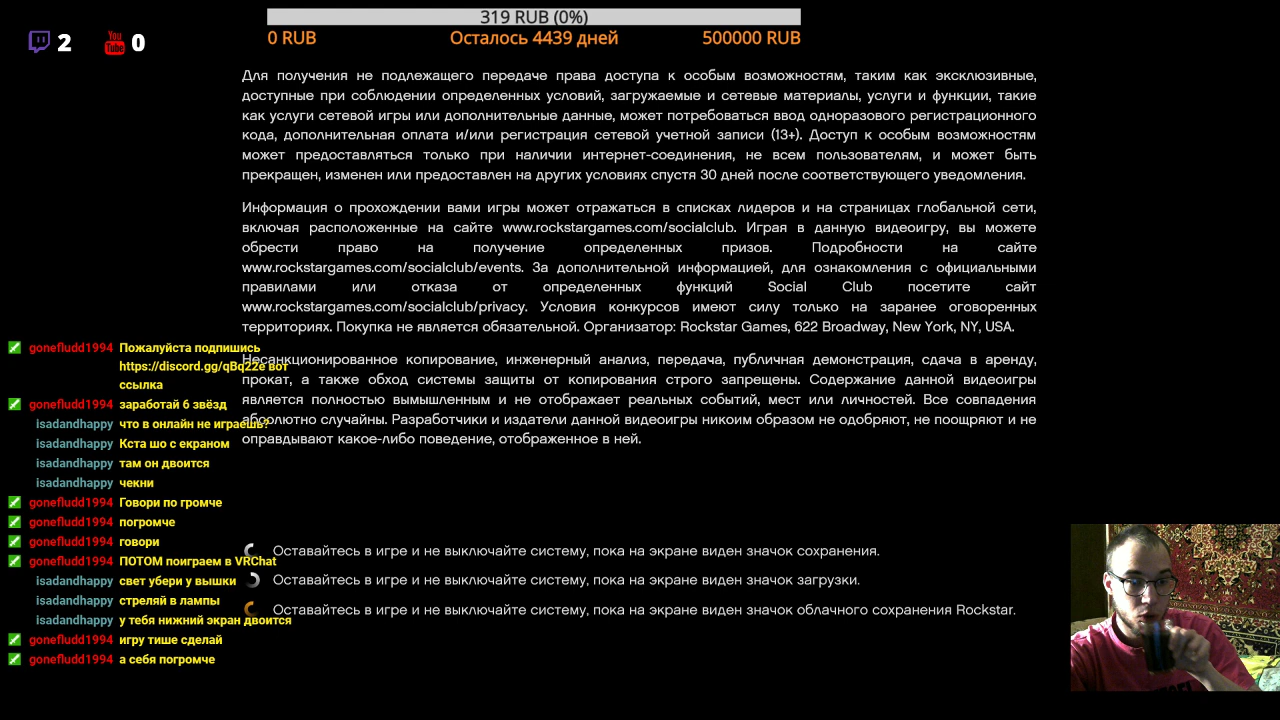 319 RUB (0%)
0 RUB
Осталось 4439 дней
500000 RUB
2
You Tube
0
Для получения не подлежащего передаче права доступа к особым возможностям, таким как эксклюзивные,
доступные при соблюдении определенных условий, загружаемые и сетевые материалы, услуги и функции, такие
как услуги сетевой игры или дополнительные данные, может потребоваться ввод одноразового регистрационного
кода, дополнительная оплата и/или регистрация сетевой учетной записи (13+). Доступ к особым возможностям
может предоставляться только при наличии интернет-соединения, не всем пользователям, и может быть
прекращен, изменен или предоставлен на других условиях спустя 30 дней после соответствующего уведомления.
Информация о прохождении вами игры может отражаться в списках лидеров и на страницах глобальной сети,
включая расположенные на сайте www.rockstargames.com/socialclub. Играя в данную видеоигру, вы можете
обрести право на получение определенных призов. Подробности на сайте
www.rockstargames.com/socialclub/events. За дополнительной информацией, для ознакомления с официальными
правилами или отказа от определенных функций Social Club посетите сайт
www.rockstargames.com/socialclub/privacy. Условия конкурсов имеют силу только на заранее оговоренных
территориях. Покупка не является обязательной. Организатор: Rockstar Games, 622 Broadway, New York, NY, USA.
Несанкционированное копирование, инженерный анализ, передача, публичная демонстрация, сдача в аренду,
прокат, а также обход системы защиты от копирования строго запрещены. Содержание данной видеоигры
является полностью вымышленным и не отображает реальных событий, мест или личностей. Все совпадения
абсолютно случайны. Разработчики и издатели данной видеоигры никоим образом не одобряют, не поощряют и не
оправдывают какое-либо поведение, отображенное в ней.
Оставайтесь в игре и не выключайте систему, пока на экране виден значок сохранения.
Оставайтесь в игре и не выключайте систему, пока на экране виден значок загрузки.
Оставайтесь в игре и не выключайте систему, пока на экране виден значок облачного сохранения Rockstar.
gonefludd1994 Пожалуйста подпишись
https://discord.gg/qBq22e вот
ссылка
gonefludd1994 заработай 6 звёзд
isadandhappy что в онлайн не играешь?
isadandhappy Кста шо с екраном
isadandhappy там он двоится
isadandhappy чекни
gonefludd1994 Говори по громче
gonefludd1994 погромче
gonefludd1994 говори
gonefludd1994 ПОТОМ поиграем в VRChat
isadandhappy свет убери у вышки
isadandhappy стреляй в лампы
isadandhappy у тебя нижний экран двоится
gonefludd1994 игру тише сделай
gonefludd1994 а себя погромче